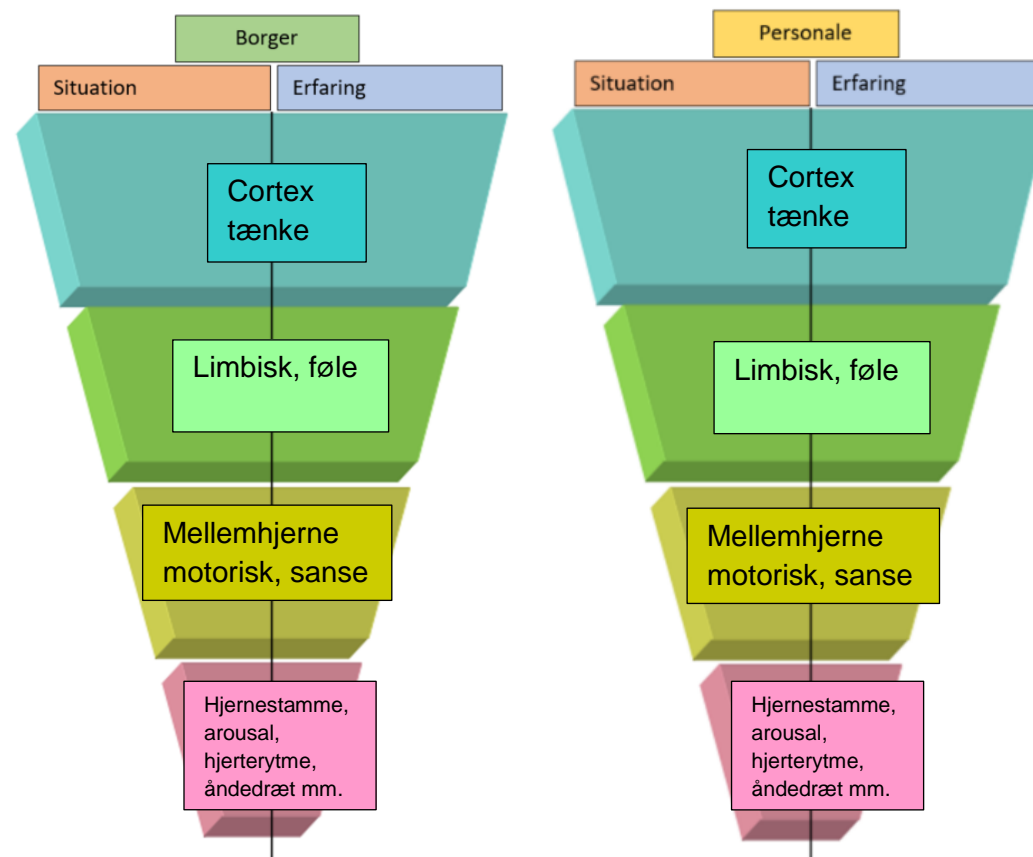 Borger
Situation
Erfaring
Cortex
tænke
Limbisk, føle
Mellemhjerne
motorisk, sanse
Hjernestamme,
arousal,
hjerterytme,
åndedræt mm.
Personale
Situation
Erfaring
Cortex
tænke
Limbisk, føle
Mellemhjerne
motorisk, sanse
Hjernestamme,
arousal,
hjerterytme,
åndedræt mm.